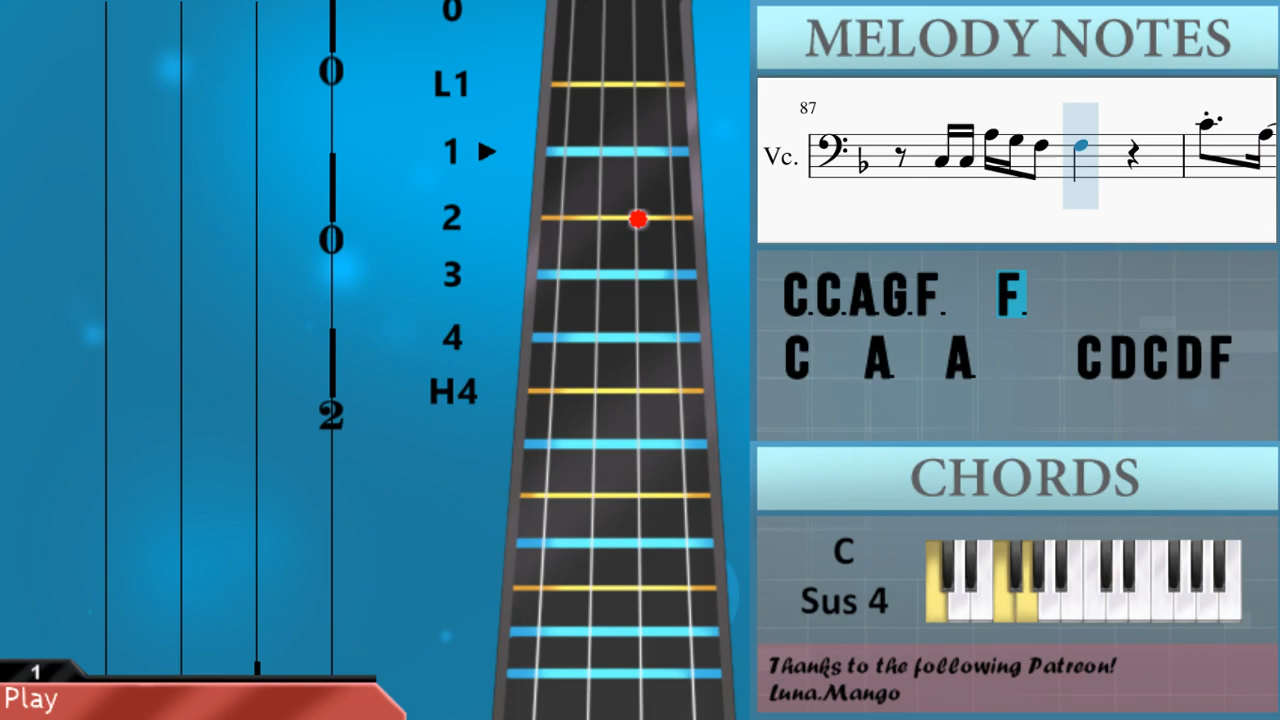 0
0
L1
1
0
2
3
4
2
H4
1
Play
MELODY NOTES
87
Vc.
C.C.A.G.F. F.
C A A C D C D F
CHORDS
C
Sus 4
Thanks to the following Patreon!
Luna.Mango